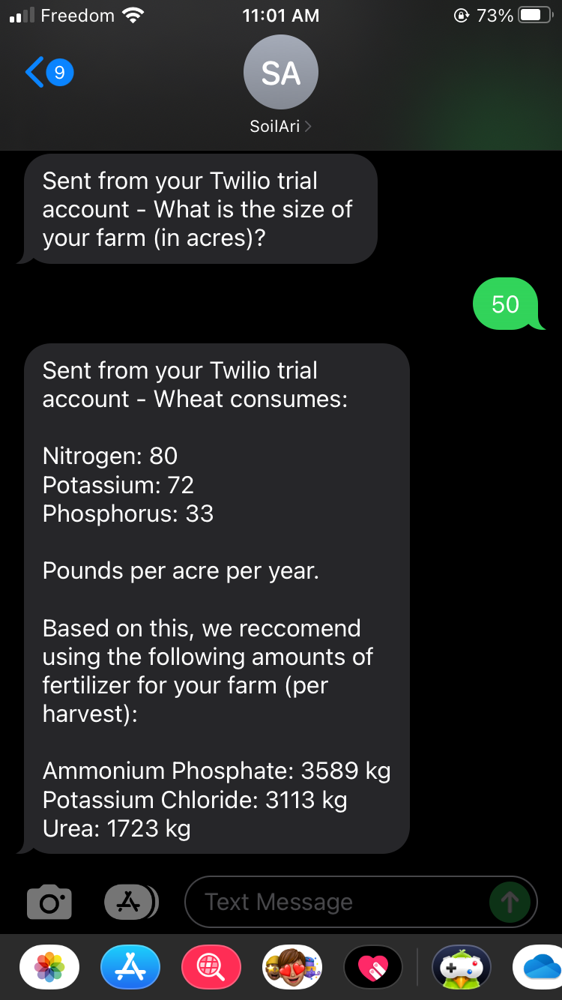 Freedom 11:01 AM 73%
9
SA
SoilAri
Sent from your Twilio trial
account - What is the size of
your farm (in acres)?
50
Sent from your Twilio trial
account - Wheat consumes:
Nitrogen: 80
Potassium: 72
Phosphorus: 33
Pounds per acre per year.
Based on this, we reccomend
using the following amounts of
fertilizer for your farm (per
harvest):
Ammonium Phosphate: 3589 kg
Potassium Chloride: 3113 kg
Urea: 1723 kg
Text Message